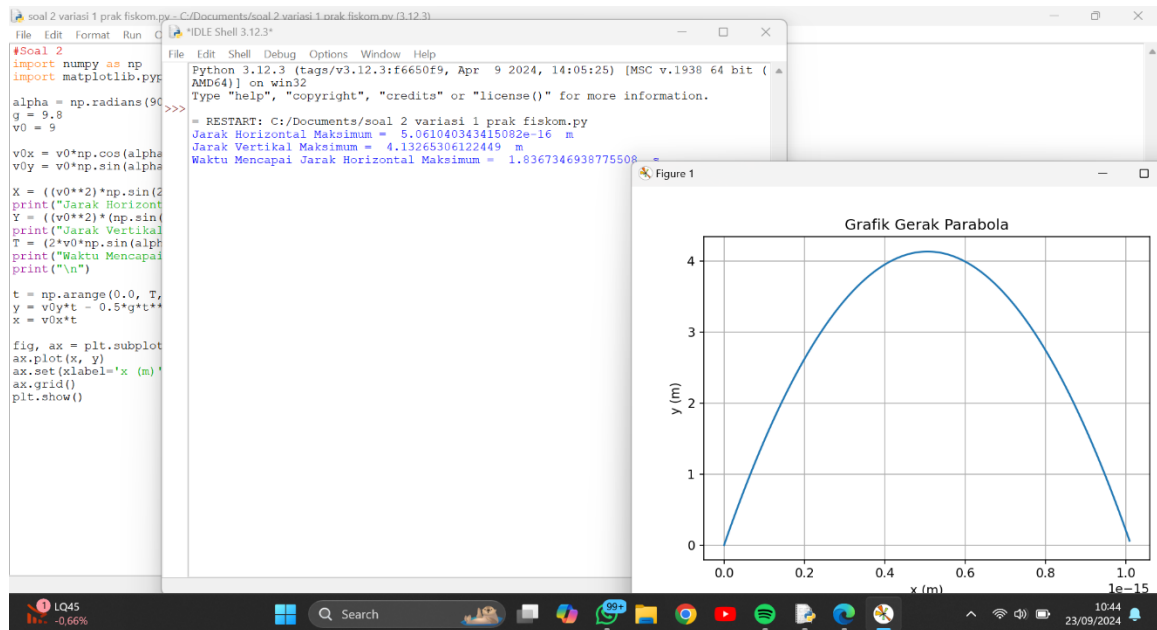 soal 2 variasi 1 prak fiskom.py - C:/Documents/soal 2 variasi 1 prak fiskom.py (3.12.3)
File Edit Format Run
#Soal 2
import numpy as np
import matplotlib.pyp
alpha = np.radians(90
g = 9.8
v0 = 9
v0x = v0*np.cos(alpha
v0y = v0*np.sin(alpha
X = ((v0**2)*np.sin(2
print("Jarak Horizont
Y = ((v0**2)*(np.sin(
print("Jarak Vertikal
T = (2*v0*np.sin(alph
print("Waktu Mencapai
print("\n")
t = np.arange(0.0, T,
y = v0y*t - 0.5*g*t**
x = v0x*t
fig, ax = plt.subplot
ax.plot(x, y)
ax.set(xlabel='x (m)'
ax.grid()
plt.show()
*IDLE Shell 3.12.3*
File Edit Shell Debug Options Window Help
Python 3.12.3 (tags/v3.12.3:f6650f9, Apr 9 2024, 14:05:25) [MSC v.1938 64 bit (
AMD64)] on win32
Type "help", "copyright", "credits" or "license()" for more information.
>>>
= RESTART: C:/Documents/soal 2 variasi 1 prak fiskom.py
Jarak Horizontal Maksimum = 5.061040343415082e-16 m
Jarak Vertikal Maksimum = 4.13265306122449 m
Waktu Mencapai Jarak Horizontal Maksimum = 1.8367346938775508 s
Figure 1
Grafik Gerak Parabola
4
3
2
1
0
y (m)
0.0 0.2 0.4 0.6 0.8 1.0
x (m)
1e-15
1
LQ45
-0,66%
Search
99+
10:44
23/09/2024